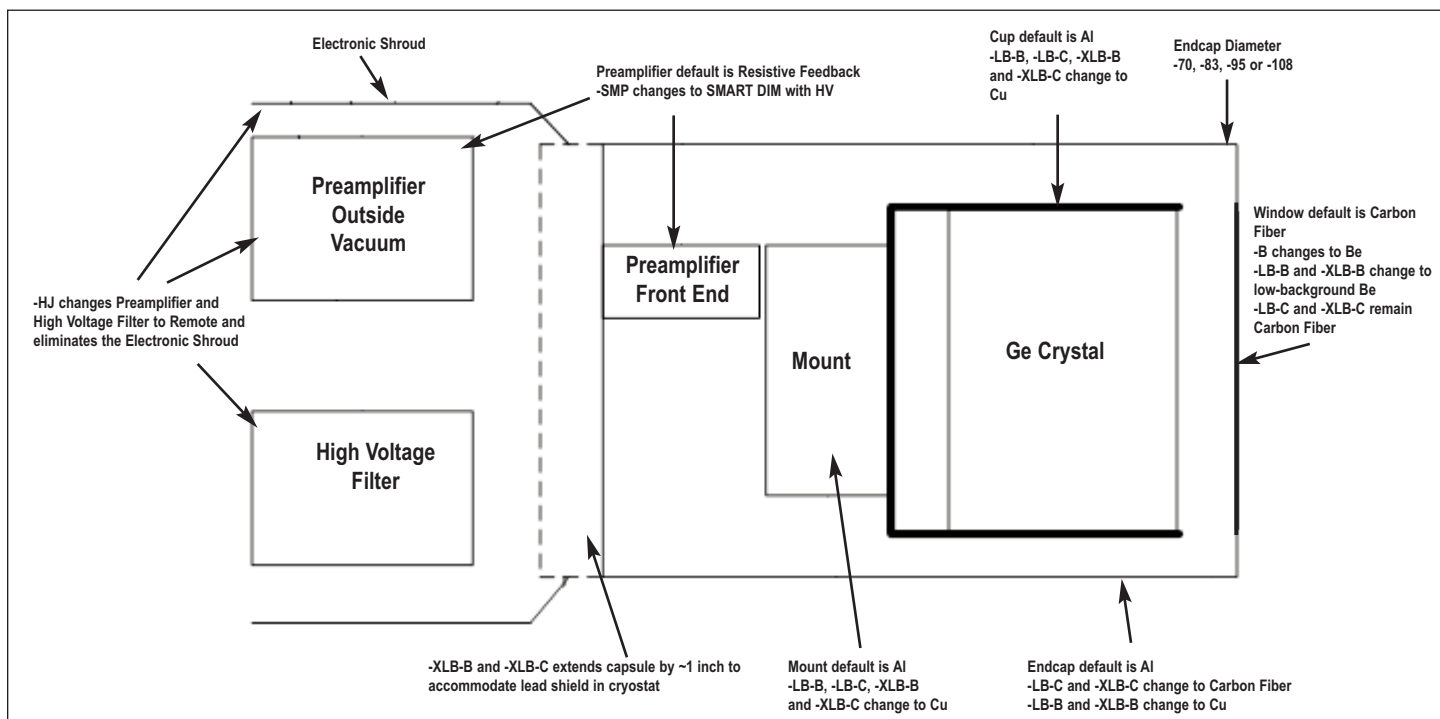 Electronic Shroud
Preamplifier default is Resistive Feedback
-SMP changes to SMART DIM with HV
Cup default is Al
-LB-B, -LB-C, -XLB-B
and -XLB-C change to
Cu
Endcap Diameter
-70, -83, -95 or -108
Preamplifier
Outside
Vacuum
Preamplifier
Front End
Window default is Carbon
Fiber
-B changes to Be
-LB-B and -XLB-B change to
low-background Be
-LB-C and -XLB-C remain
Carbon Fiber
-HJ changes Preamplifier and
High Voltage Filter to Remote and
eliminates the Electronic Shroud
Mount
Ge Crystal
High Voltage
Filter
-XLB-B and -XLB-C extends capsule by ~1 inch to
accommodate lead shield in cryostat
Mount default is Al
-LB-B, -LB-C, -XLB-B
and -XLB-C change to Cu
Endcap default is Al
-LB-C and -XLB-C change to Carbon Fiber
-LB-B and -XLB-B change to Cu